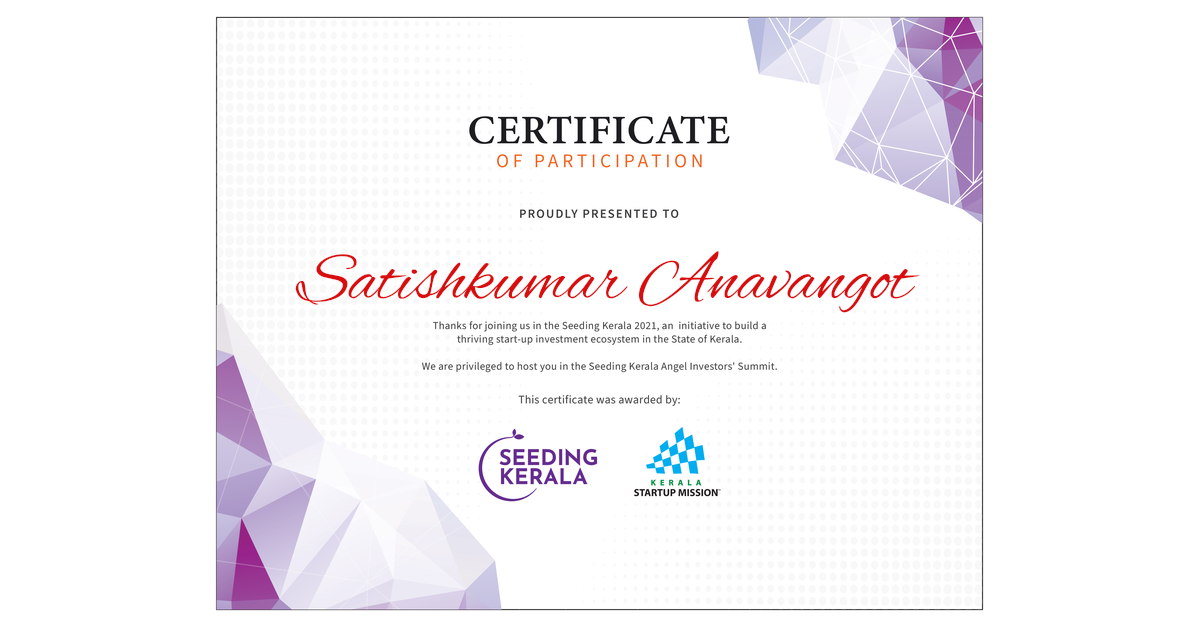 CERTIFICATE
OF PARTICIPATION
PROUDLY PRESENTED TO
Satishkumar Anavangot
Thanks for joining us in the Seeding Kerala 2021, an initiative to build a
thriving start-up investment ecosystem in the State of Kerala.
We are privileged to host you in the Seeding Kerala Angel Investors' Summit.
This certificate was awarded by:
SEEDING
KERALA
KERALA
STARTUP MISSION